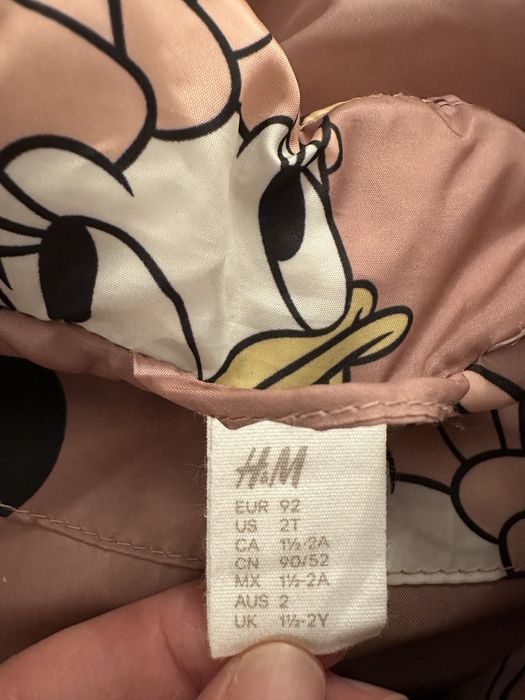 H&M
EUR 92
US 2T
CA 1½-2A
CN 90/52
MX 1½-2A
AUS 2
UK 1½-2Y